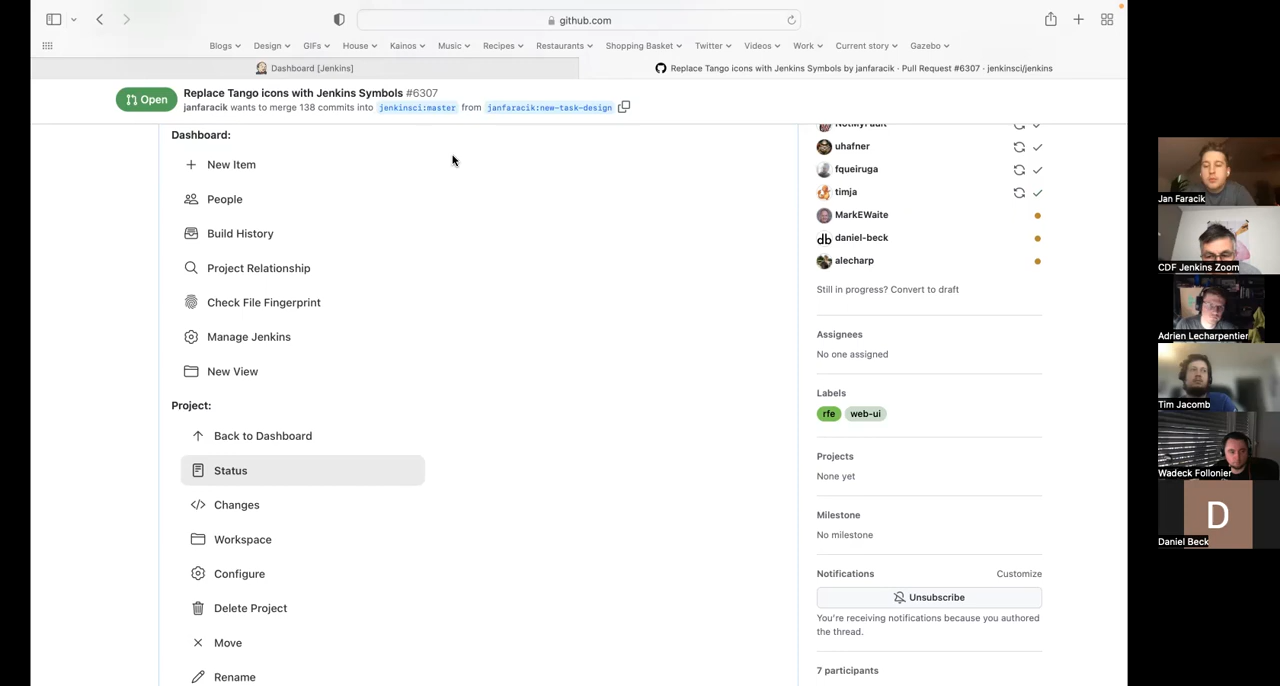 github.com
Blogs
Design
GIFs
House
Kainos
Music
Recipes
Restaurants
Shopping Basket
Twitter
Videos
Work
Current story
Gazebo
Dashboard [Jenkins]
Replace Tango icons with Jenkins Symbols by janfaracik · Pull Request #6307 · jenkinsci/jenkins
Open
Replace Tango icons with Jenkins Symbols #6307
janfaracik wants to merge 138 commits into jenkinsci:master from janfaracik:new-task-design
Dashboard:
New Item
People
Build History
Project Relationship
Check File Fingerprint
Manage Jenkins
New View
Project:
Back to Dashboard
Status
Changes
Workspace
Configure
Delete Project
Move
Rename
NotMyFault
uhafner
fqueiruga
timja
MarkEWaite
db daniel-beck
alecharp
Still in progress? Convert to draft
Assignees
No one assigned
Labels
rfe web-ui
Projects
None yet
Milestone
No milestone
Notifications Customize
Unsubscribe
You're receiving notifications because you authored
the thread.
7 participants
Jan Faracik
CDF Jenkins Zoom
Adrien Lecharpentier
Tim Jacomb
Wadeck Follonier
D
Daniel Beck